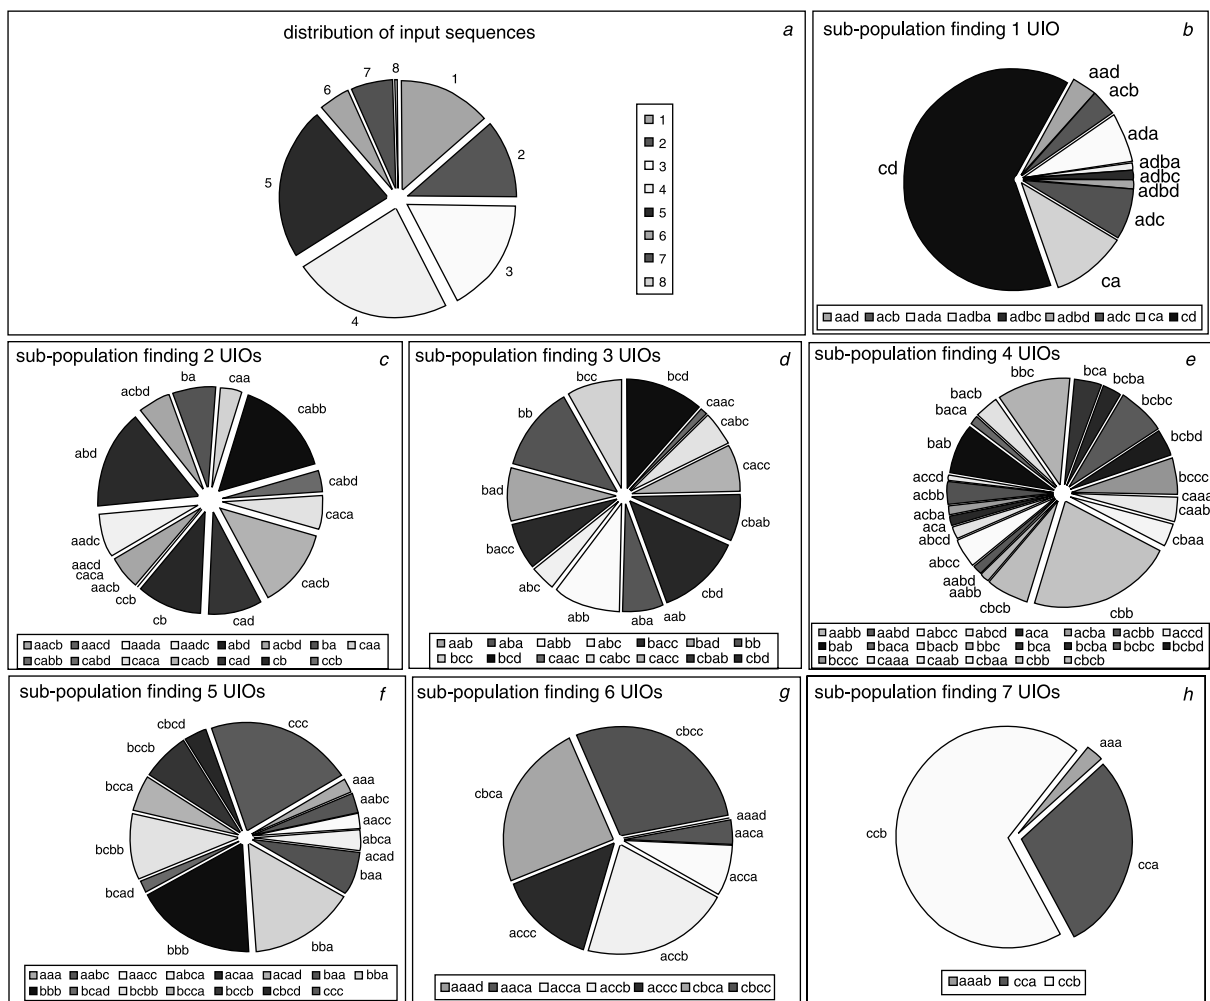 distribution of input sequences
a
8
7
1
6
2
5
3
4
1
2
3
4
5
6
7
8
sub-population finding 1 UIO
b
aad
acb
ada
adba
adbc
adbd
adc
ca
cd
aad acb ada adba adbc adbd adc ca cd
sub-population finding 2 UIOs
c
ba
caa
acbd
cabb
abd
cabd
caca
aadc
aacd
caca
aacb
ccb
cb
cad
cacb
aacb aacd aada aadc abd acbd ba caa
cabb cabd caca cacb cad cb ccb
sub-population finding 3 UIOs
d
bcc
bcd
caac
cabc
bb
cacc
bad
cbab
bacc
abc
cbd
abb
aba
aab
aab aba abb abc bacc bad bb
bcc bcd caac cabc cacc cbab cbd
sub-population finding 4 UIOs
e
bbc
bca
bcba
bcbc
bacb
baca
bcbd
bab
bccc
accd
caaa
acbb
caab
acba
aca
cbaa
abcd
abcc
aabd
aabb
cbcb
cbb
aabb aabd abcc abcd aca acba acbb accd
bab baca bacb bbc bca bcba bcbc bcbd
bccc caaa caab cbaa cbb cbcb
sub-population finding 5 UIOs
f
cbcd
ccc
bccb
aaa
bcca
aabc
aacc
abca
bcbb
acad
baa
bcad
bbb
bba
aaa aabc aacc abca acaa acad baa bba
bbb bcad bcbb bcca bccb cbcd ccc
sub-population finding 6 UIOs
g
cbcc
cbca
aaad
aaca
acca
accc
accb
aaad aaca acca accb accc cbca cbcc
sub-population finding 7 UIOs
h
aaa
ccb
cca
aaab cca ccb